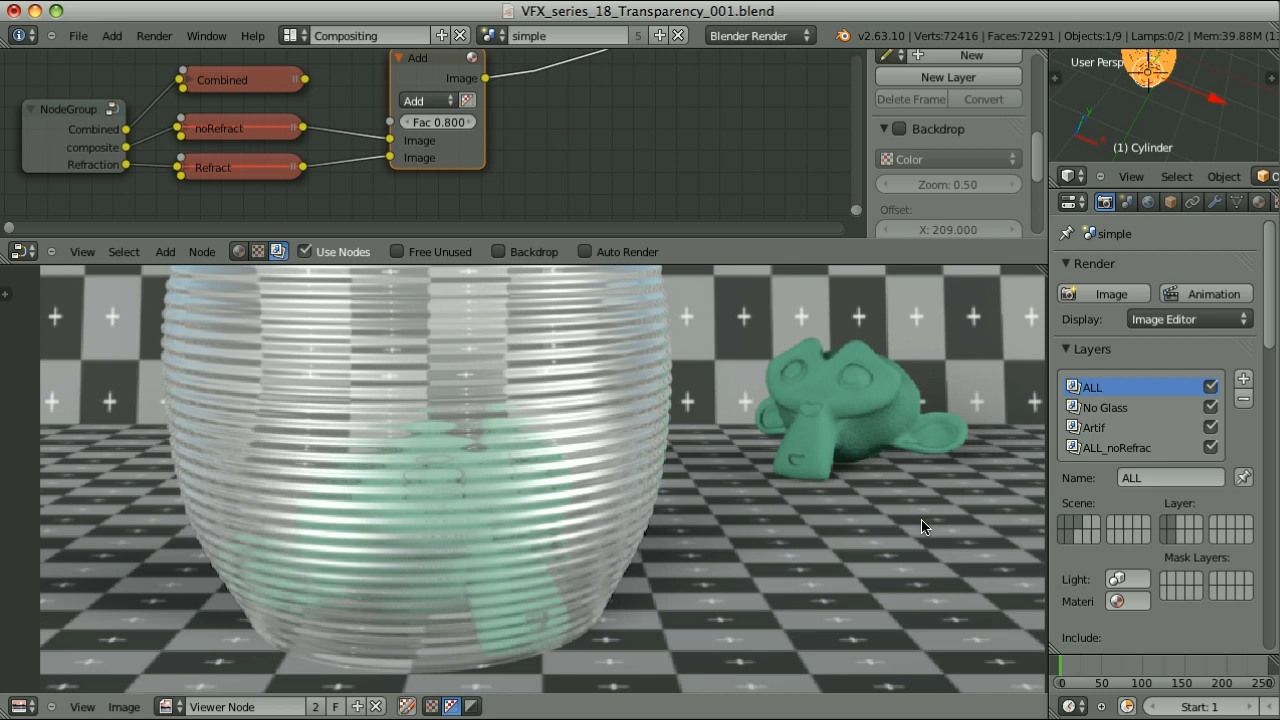 VFX_series_18_Transparency_001.blend
File Add Render Window Help Compositing simple 5 Blender Render v2.63.10 | Verts:72416 | Faces:72291 | Objects:1/9 | Lamps:0/2 | Mem:39.88M
NodeGroup
Combined
composite
Refraction
Combined
noRefract
Refract
Add
Image
Add
Fac 0.800
Image
Image
New
New Layer
Delete Frame Convert
Backdrop
Color
Zoom: 0.50
Offset:
X: 209.000
User Persp
(1) Cylinder
View Select Object
View Select Add Node Use Nodes Free Unused Backdrop Auto Render
simple
Render
Image Animation
Display: Image Editor
Layers
ALL
No Glass
Artif
ALL_noRefrac
Name: ALL
Scene: Layer:
Mask Layers:
Light:
Materi
Include:
0 50 100 150 200 250
View Image Viewer Node 2 F
Start: 1